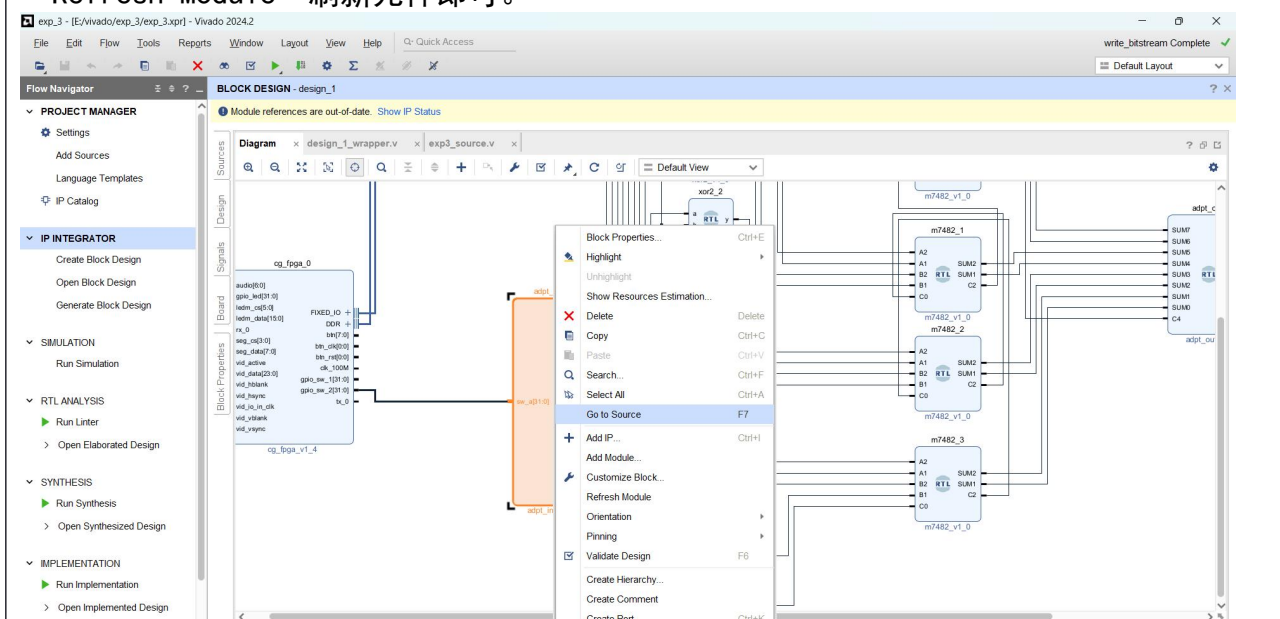 "Refresh Module" 刷新元件即可。
exp_3 - [E:/vivado/exp_3/exp_3.xpr] - Vivado 2024.2
File Edit Flow Tools Reports Window Layout View Help Q- Quick Access
write_bitstream Complete
Default Layout
Flow Navigator
BLOCK DESIGN - design_1
PROJECT MANAGER
Module references are out-of-date. Show IP Status
Settings
Add Sources
Language Templates
IP Catalog
IP INTEGRATOR
Create Block Design
Open Block Design
Generate Block Design
SIMULATION
Run Simulation
RTL ANALYSIS
Run Linter
Open Elaborated Design
SYNTHESIS
Run Synthesis
Open Synthesized Design
IMPLEMENTATION
Run Implementation
Open Implemented Design
Sources
Design
Signals
Board
Block Properties
Diagram
design_1_wrapper.v
exp3_source.v
Default View
cg_fpga_0
audio[6:0]
gpio_led[31:0]
ledm_cs[5:0]
ledm_data[15:0]
rx_0
seg_cs[3:0]
seg_data[7:0]
vid_active
vid_data[23:0]
vid_hblank
vid_hsync
vid_io_in_clk
vid_vblank
vid_vsync
FIXED_IO
DDR
btn[7:0]
btn_clk[0:0]
btn_rst[0:0]
clk_100M
gpio_sw_1[31:0]
gpio_sw_2[31:0]
tx_0
cg_fpga_v1_4
adpt_
sw_a[31:0]
adpt_in
xor2_2
a
RTL y
Block Properties... Ctrl+E
Highlight
Unhighlight
Show Resources Estimation...
Delete Delete
Copy Ctrl+C
Paste Ctrl+V
Search... Ctrl+F
Select All Ctrl+A
Go to Source F7
Add IP... Ctrl+I
Add Module...
Customize Block...
Refresh Module
Orientation
Pinning
Validate Design F6
Create Hierarchy...
Create Comment
Create Port... Ctrl+K
m7482_v1_0
m7482_1
A2
A1 SUM2
B2 RTL SUM1
B1 C2
C0
m7482_v1_0
m7482_2
A2
A1 SUM2
B2 RTL SUM1
B1 C2
C0
m7482_v1_0
m7482_3
A2
A1 SUM2
B2 RTL SUM1
B1 C2
C0
m7482_v1_0
adpt_o
SUM7
SUM6
SUM5
SUM4
SUM3 RTL
SUM2
SUM1
SUM0
C4
adpt_ou